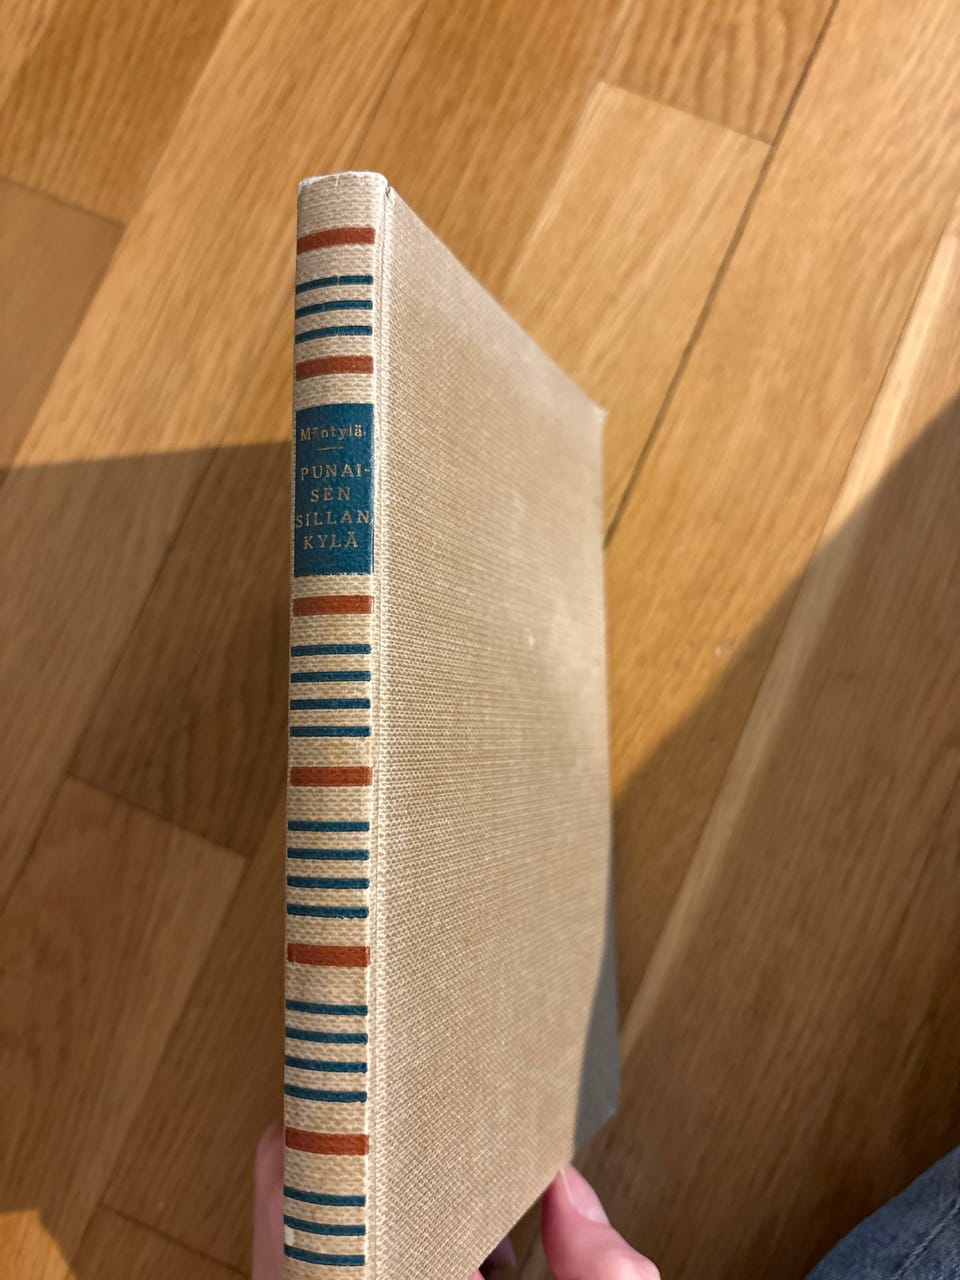 Mäntylä
PUNAI-
SEN
SILLAN
KYLÄ